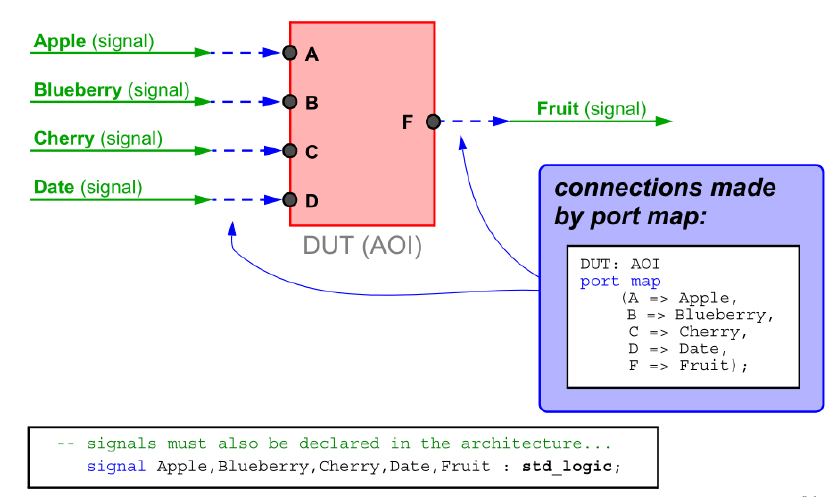 Apple (signal)
A
Blueberry (signal)
B
Cherry (signal)
C
Date (signal)
D
F
Fruit (signal)
DUT (AOI)
connections made
by port map:
DUT: AOI
port map
(A => Apple,
B => Blueberry,
C => Cherry,
D => Date,
F => Fruit);
-- signals must also be declared in the architecture...
signal Apple,Blueberry,Cherry,Date,Fruit : std_logic;